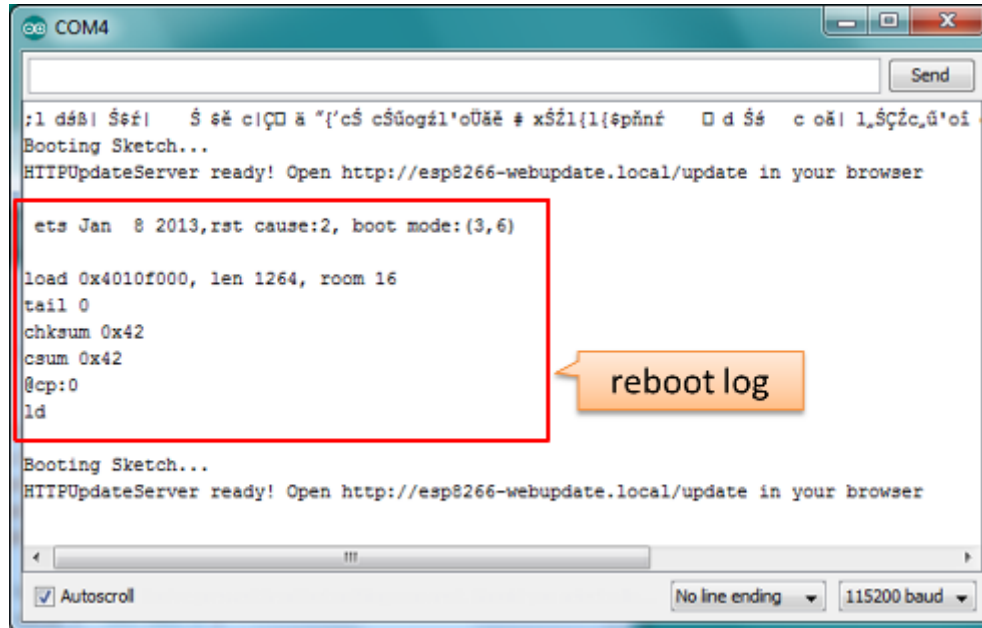 COM4
Send
Booting Sketch...
HTTPUpdateServer ready! Open http://esp8266-webupdate.local/update in your browser
ets Jan  8 2013,rst cause:2, boot mode:(3,6)
load 0x4010f000, len 1264, room 16
tail 0
chksum 0x42
csum 0x42
@cp:0
ld
reboot log
Booting Sketch...
HTTPUpdateServer ready! Open http://esp8266-webupdate.local/update in your browser
Autoscroll
No line ending
115200 baud